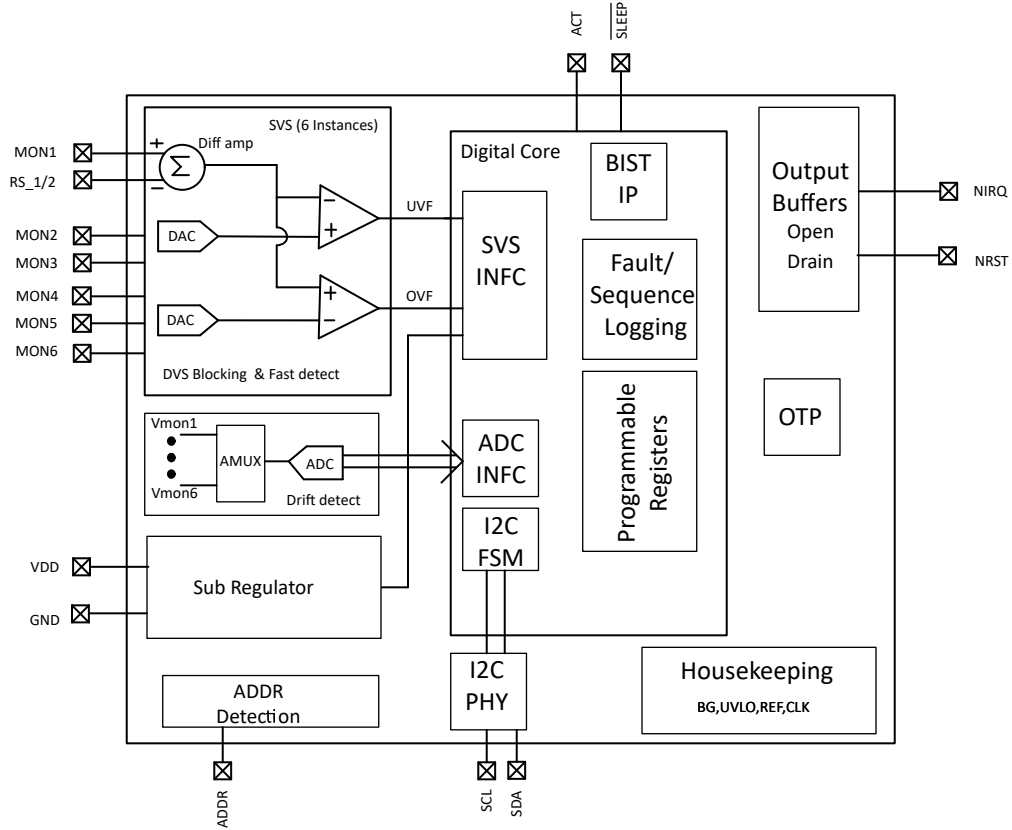 ACT
SLEEP
SVS (6 Instances)
MON1
+
Diff amp
Σ
RS_1/2
−
Digital Core
BIST
IP
Output
Buffers
Open
Drain
NIRQ
NRST
MON2
MON3
MON4
MON5
MON6
DAC
−
+
UVF
DAC
+
−
OVF
SVS
INFC
DVS Blocking & Fast detect
Fault/
Sequence
Logging
Vmon1
Vmon6
AMUX
ADC
Drift detect
ADC
INFC
Programmable
Registers
OTP
I2C
FSM
VDD
GND
Sub Regulator
ADDR
Detection
I2C
PHY
Housekeeping
BG,UVLO,REF,CLK
ADDR
SCL
SDA